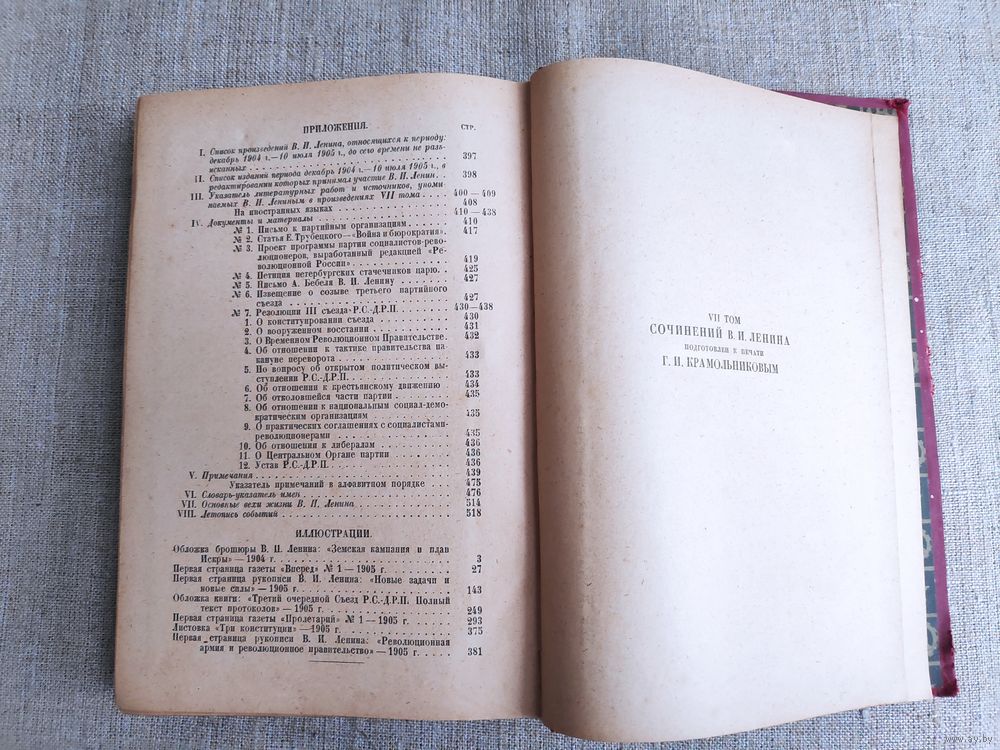 ПРИЛОЖЕНИЯ.
СТР.
I. Список произведений В. И. Ленина, относящихся к периоду:
декабрь 1904 г.—10 июля 1905 г., до сего времени не разы-
исканных . . . 397
II. Список изданий периода декабрь 1904 г.—10 июля 1905 г., в
редактировании которых принимал участие В. И. Ленин . . 398
III. Указатель литературных работ и источников, упоми-
наемых В. И. Лениным в произведениях VII тома . . . . 400—409
На иностранных языках . . . 408
IV. Документы и материалы . . . 410—438
№ 1. Письмо к партийным организациям . . . 410
№ 2. Статья Е. Трубецкого—«Война и бюрократия». 417
№ 3. Проект программы партии социалистов-рево-
люционеров, выработанный редакцией «Ре-
волюционной России» . . . 419
№ 4. Петиция петербургских стачечников царю. . 425
№ 5. Письмо А. Бебеля В. И. Ленину . . . 427
№ 6. Извещение о созыве третьего партийного
съезда . . . 427
№ 7. Резолюции III съезда Р.С.-Д.Р.П. . . . 430—438
1. О конституировании съезда . . . 430
2. О вооруженном восстании . . . 431
3. О Временном Революционном Правительстве. 432
4. Об отношении к тактике правительства на-
кануне переворота . . . 433
5. По вопросу об открытом политическом вы-
ступлении Р.С.-Д.Р.П. . . . 433
6. Об отношении к крестьянскому движению . 434
7. Об отколовшейся части партии . . . 435
8. Об отношении к национальным социал-демо-
кратическим организациям . . . 435
9. О практических соглашениях с социалистами-
революционерами . . . 435
10. Об отношении к либералам . . . 436
11. О Центральном Органе партии . . . 436
12. Устав Р.С.-Д.Р.П. . . . 436
V. Примечания . . . 439
Указатель примечаний в алфавитном порядке . . 475
VI. Словарь-указатель имен . . . 476
VII. Основные вехи жизни В. И. Ленина . . . 514
VIII. Летопись событий . . . 518
ИЛЛЮСТРАЦИИ.
Обложка брошюры В. И. Ленина: «Земская кампания и план
Искры»—1904 г. . . . 3
Первая страница газеты «Вперед» № 1—1905 г. . . . 27
Первая страница рукописи В. И. Ленина: «Новые задачи и
новые силы»—1905 г. . . . 143
Обложка книги: «Третий очередной Съезд Р.С.-Д.Р.П. Полный
текст протоколов»—1905 г. . . . 249
Первая страница газеты «Пролетарий» № 1—1905 г. . . . 293
Листовка «Три конституции»—1905 г. . . . 375
Первая страница рукописи В. И. Ленина: «Революционная
армия и революционное правительство»—1905 г. . . . . 381
VII ТОМ
СОЧИНЕНИЙ В. И. ЛЕНИНА
ПОДГОТОВЛЕН К ПЕЧАТИ
Г. И. КРАМОЛЬНИКОВЫМ
www.ay.by